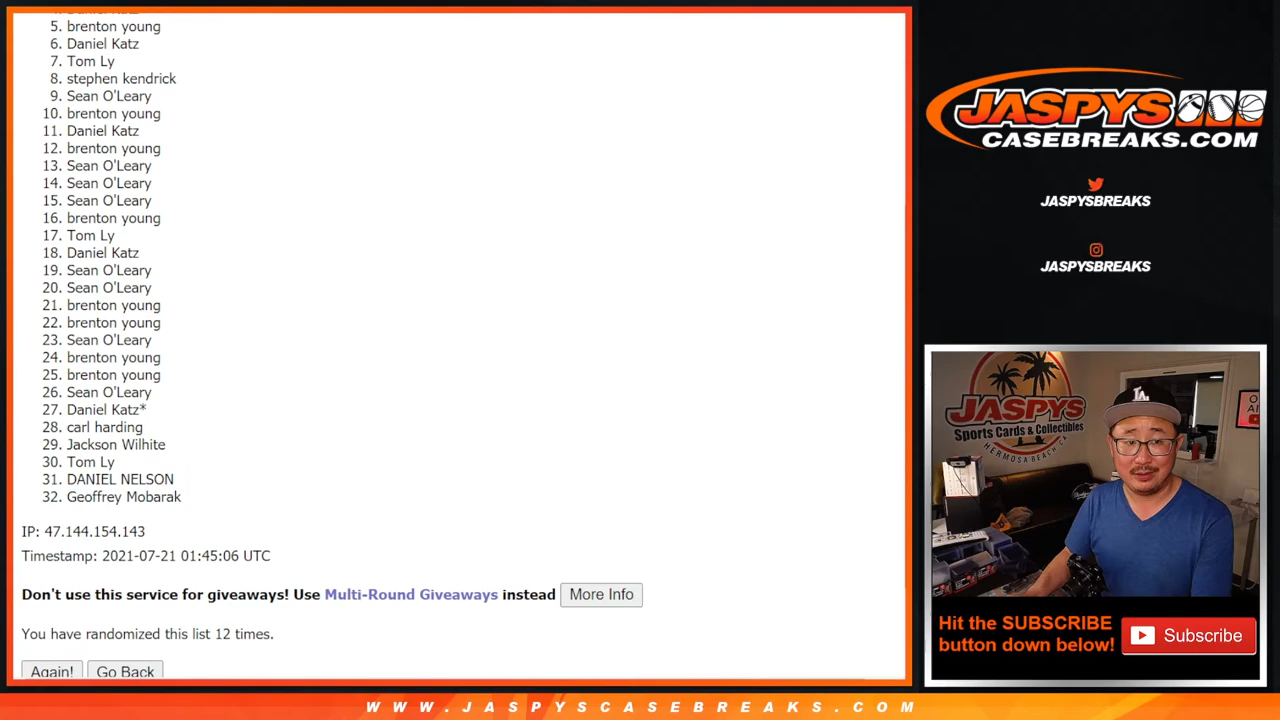 5. brenton young
6. Daniel Katz
7. Tom Ly
8. stephen kendrick
9. Sean O'Leary
10. brenton young
11. Daniel Katz
12. brenton young
13. Sean O'Leary
14. Sean O'Leary
15. Sean O'Leary
16. brenton young
17. Tom Ly
18. Daniel Katz
19. Sean O'Leary
20. Sean O'Leary
21. brenton young
22. brenton young
23. Sean O'Leary
24. brenton young
25. brenton young
26. Sean O'Leary
27. Daniel Katz*
28. carl harding
29. Jackson Wilhite
30. Tom Ly
31. DANIEL NELSON
32. Geoffrey Mobarak
IP: 47.144.154.143
Timestamp: 2021-07-21 01:45:06 UTC
Don't use this service for giveaways! Use Multi-Round Giveaways instead More Info
You have randomized this list 12 times.
Again! Go Back
JASPYS
CASEBREAKS.COM
JASPYSBREAKS
JASPYSBREAKS
JASPYS
Sports Cards & Collectibles
HERMOSA BEACH CA
LA
Hit the SUBSCRIBE
button down below!
Subscribe
WWW.JASPYSCASEBREAKS.COM